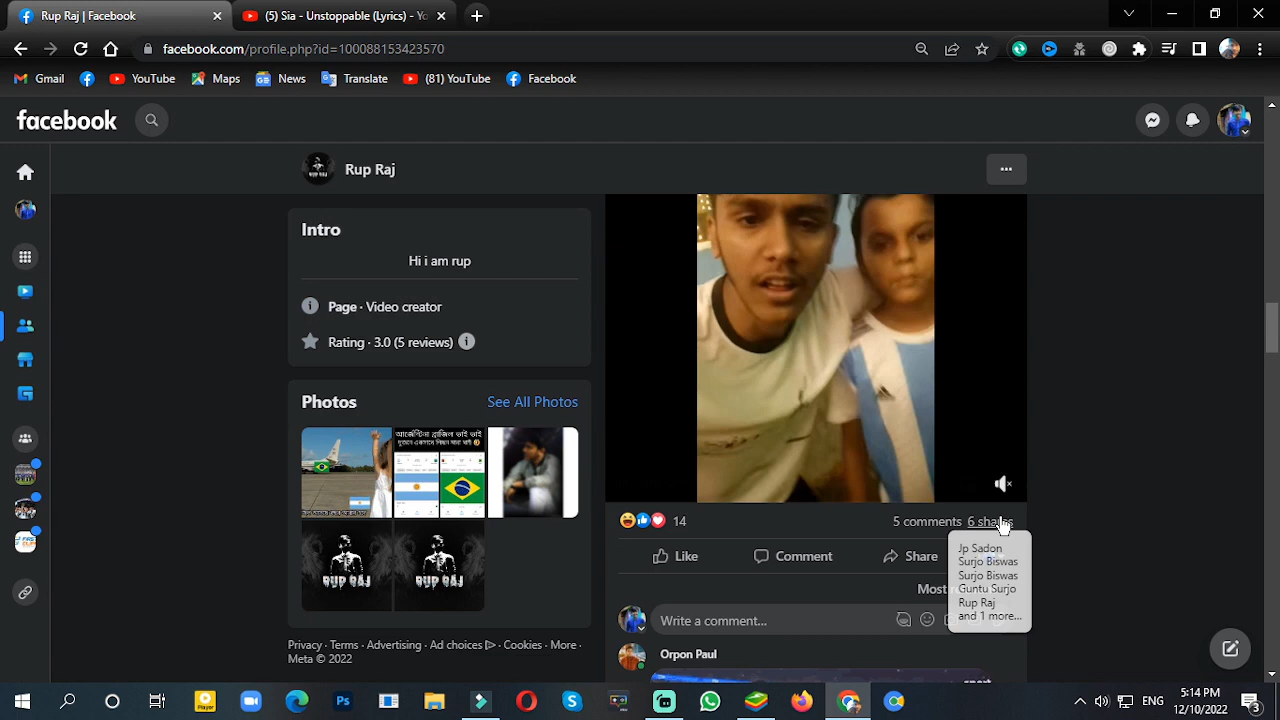 Rup Raj | Facebook
(5) Sia - Unstoppable (Lyrics) - Yo
facebook.com/profile.php?id=100088153423570
Gmail
YouTube
Maps
News
Translate
(81) YouTube
Facebook
facebook
Rup Raj
Intro
Hi i am rup
Page · Video creator
Rating · 3.0 (5 reviews)
Photos
See All Photos
আর্জেন্টিনা ব্রাজিল ভাই ভাই
RUP RAJ
RUP RAJ
Privacy · Terms · Advertising · Ad choices · Cookies · More ·
Meta © 2022
14
5 comments
6 shares
Like
Comment
Share
Jp Sadon
Surjo Biswas
Surjo Biswas
Guntu Surjo
Rup Raj
and 1 more...
Most
Write a comment...
Orpon Paul
ENG
5:14 PM
12/10/2022
3